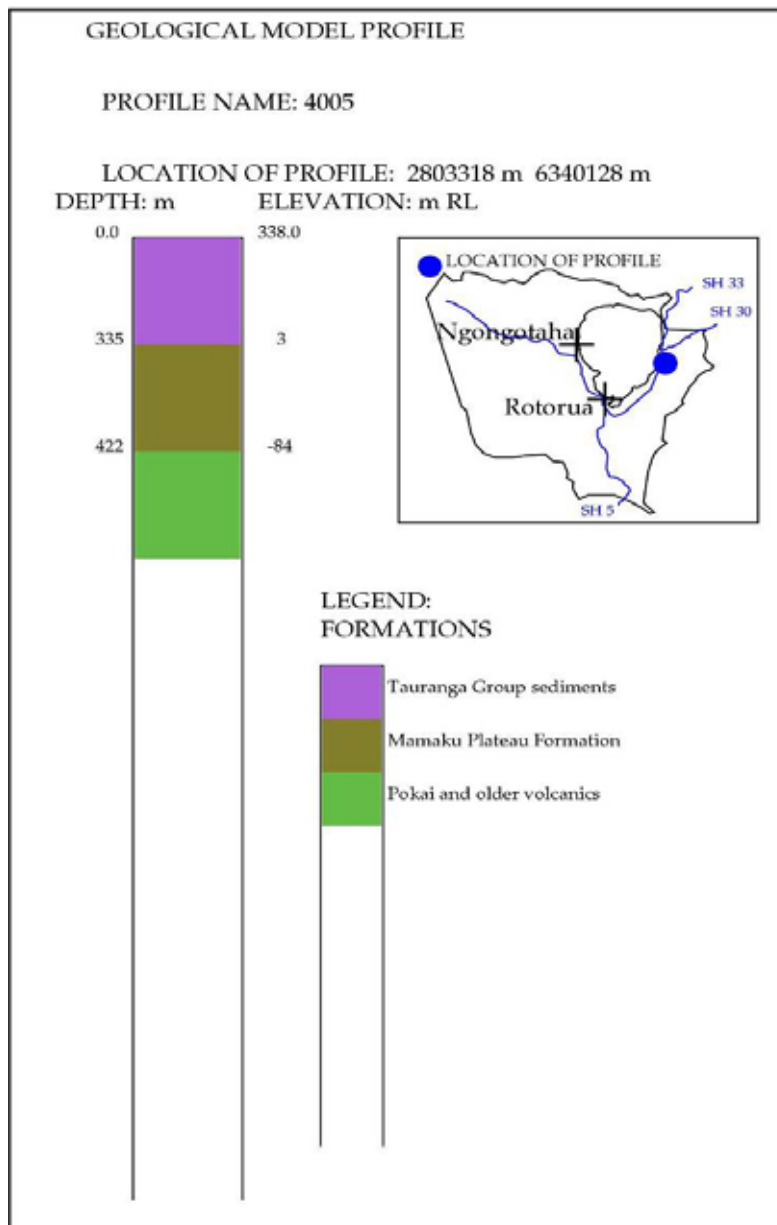 GEOLOGICAL MODEL PROFILE
PROFILE NAME: 4005
LOCATION OF PROFILE: 2803318 m 6340128 m
DEPTH: m ELEVATION: m RL
0.0 338.0
335 3
422 -84
LOCATION OF PROFILE
SH 33
SH 30
Ngongotaha
Rotorua
SH 5
LEGEND:
FORMATIONS
Tauranga Group sediments
Mamaku Plateau Formation
Pokai and older volcanics